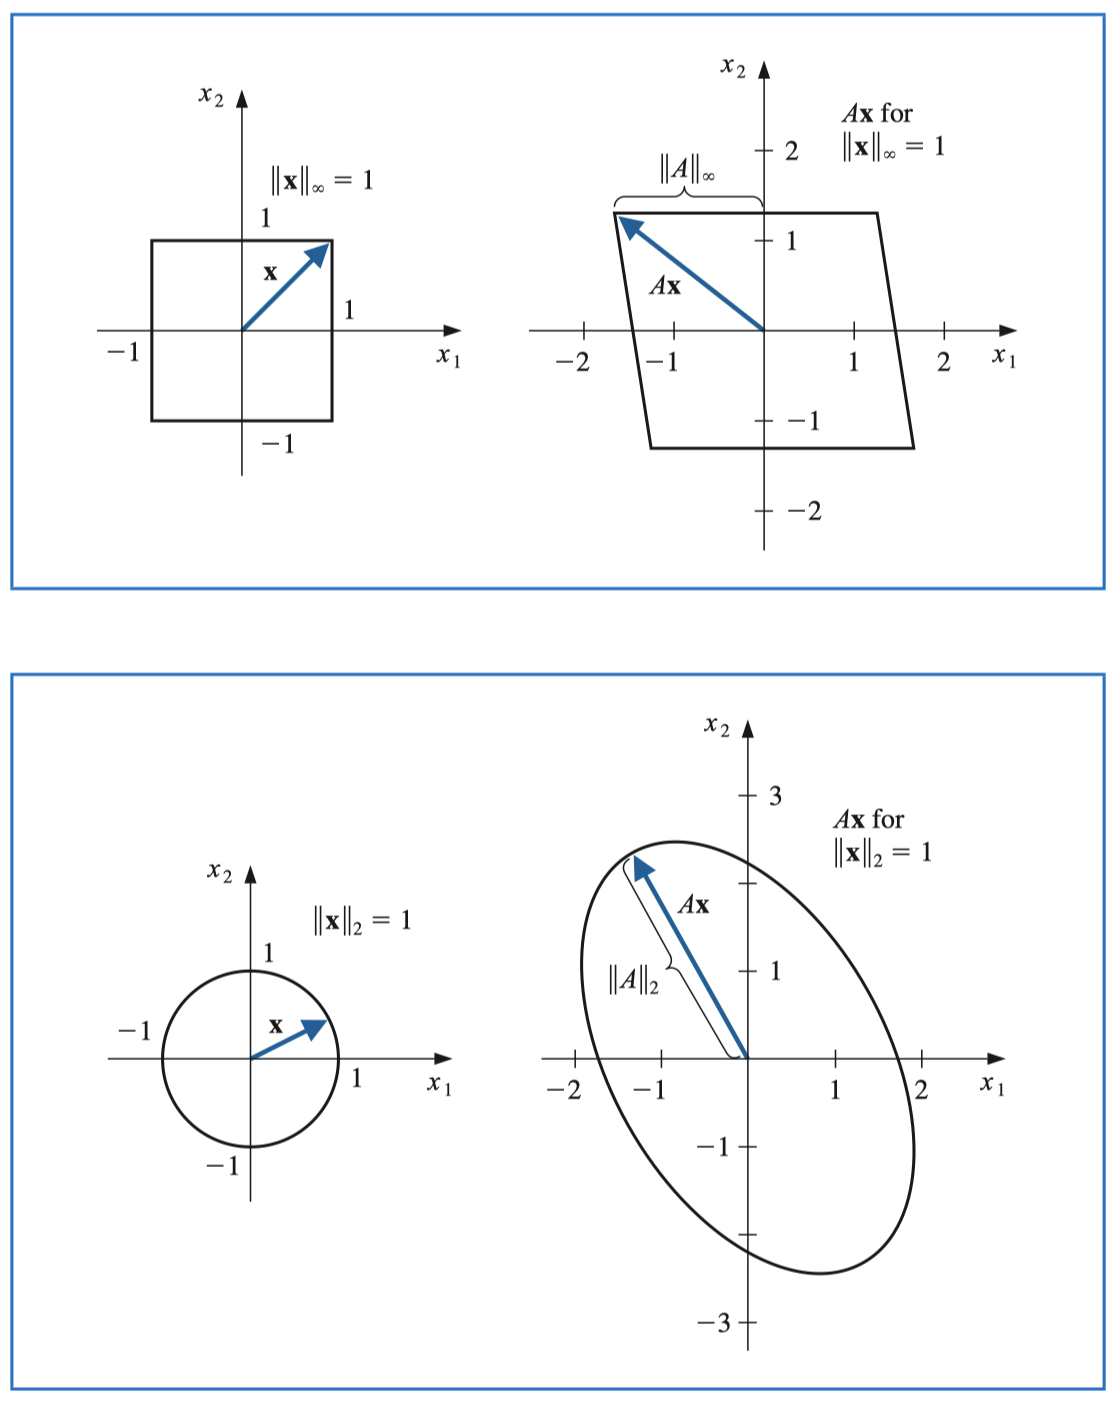 x₂
‖x‖∞ = 1
1
x
1
−1
x₁
−1
x₂
Ax for
‖x‖∞ = 1
2
‖A‖∞
1
Ax
−2
−1
1
2
x₁
−1
−2
x₂
‖x‖₂ = 1
1
x
−1
1
x₁
−1
x₂
3
Ax for
‖x‖₂ = 1
Ax
‖A‖₂
1
−2
−1
1
2
x₁
−1
−3